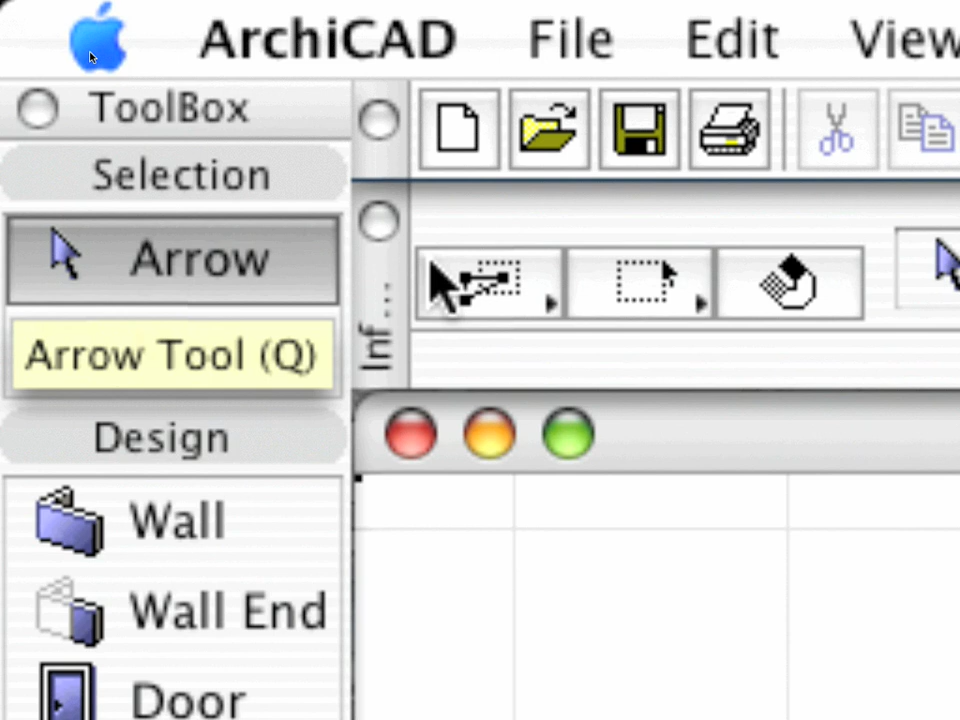 ArchiCAD File Edit View
ToolBox
Selection
Arrow
Arrow Tool (Q)
Inf...
Design
Wall
Wall End
Door